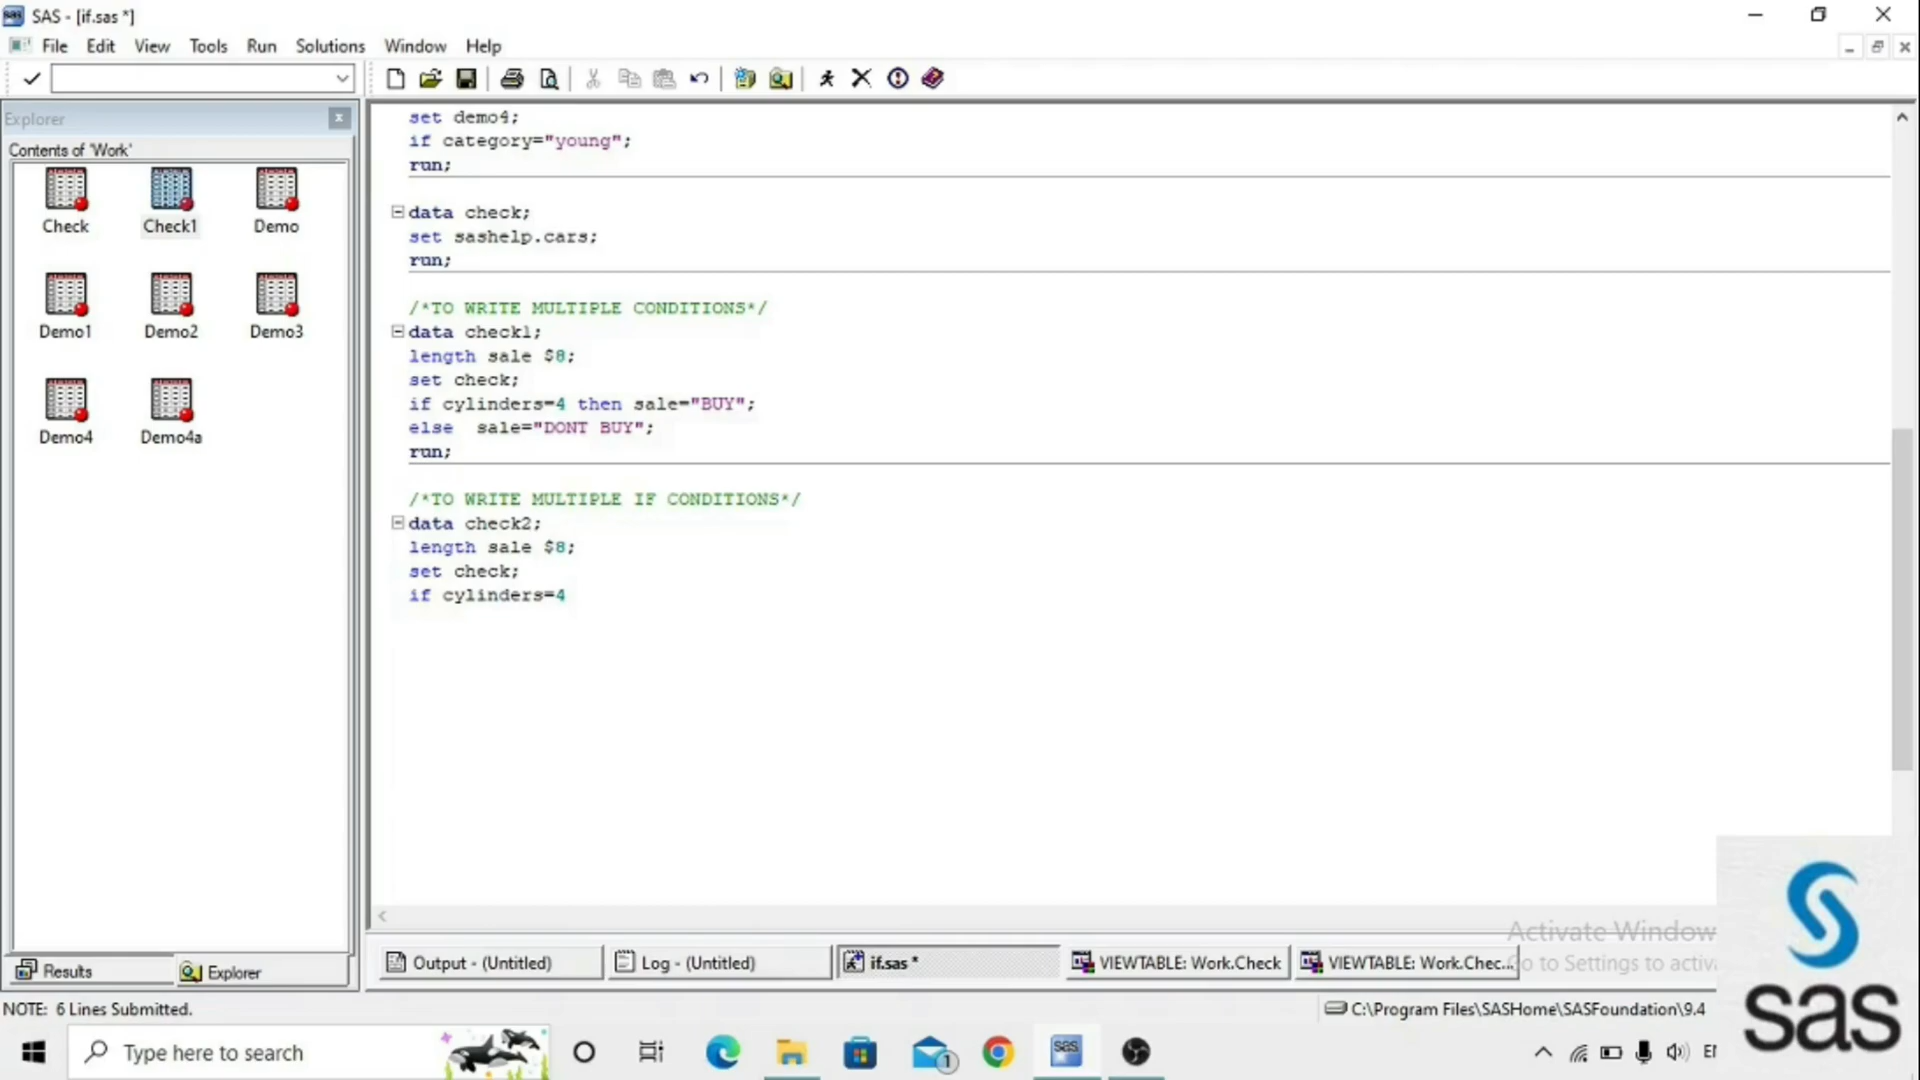 SAS - [if.sas *]
File Edit View Tools Run Solutions Window Help
Explorer
Contents of 'Work'
Check Check1 Demo
Demo1 Demo2 Demo3
Demo4 Demo4a
set demo4;
if category="young";
run;
data check;
set sashelp.cars;
run;
/*TO WRITE MULTIPLE CONDITIONS*/
data check1;
length sale $8;
set check;
if cylinders=4 then sale="BUY";
else  sale="DONT BUY";
run;
/*TO WRITE MULTIPLE IF CONDITIONS*/
data check2;
length sale $8;
set check;
if cylinders=4
Activate Window
Go to Settings to activ
Results Explorer
Output - (Untitled) Log - (Untitled) if.sas * VIEWTABLE: Work.Check VIEWTABLE: Work.Chec...
NOTE: 6 Lines Submitted.
C:\Program Files\SASHome\SASFoundation\9.4
sas
Type here to search
sas
1